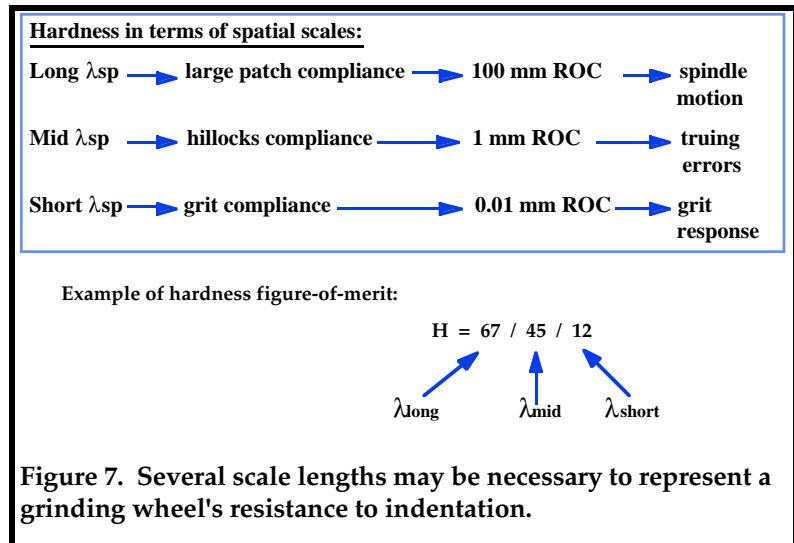 Hardness in terms of spatial scales:
Long λsp large patch compliance 100 mm ROC spindle
motion
Mid λsp hillocks compliance 1 mm ROC truing
errors
Short λsp grit compliance 0.01 mm ROC grit
response
Example of hardness figure-of-merit:
H = 67 / 45 / 12
λlong λmid λshort
Figure 7. Several scale lengths may be necessary to represent a
grinding wheel's resistance to indentation.